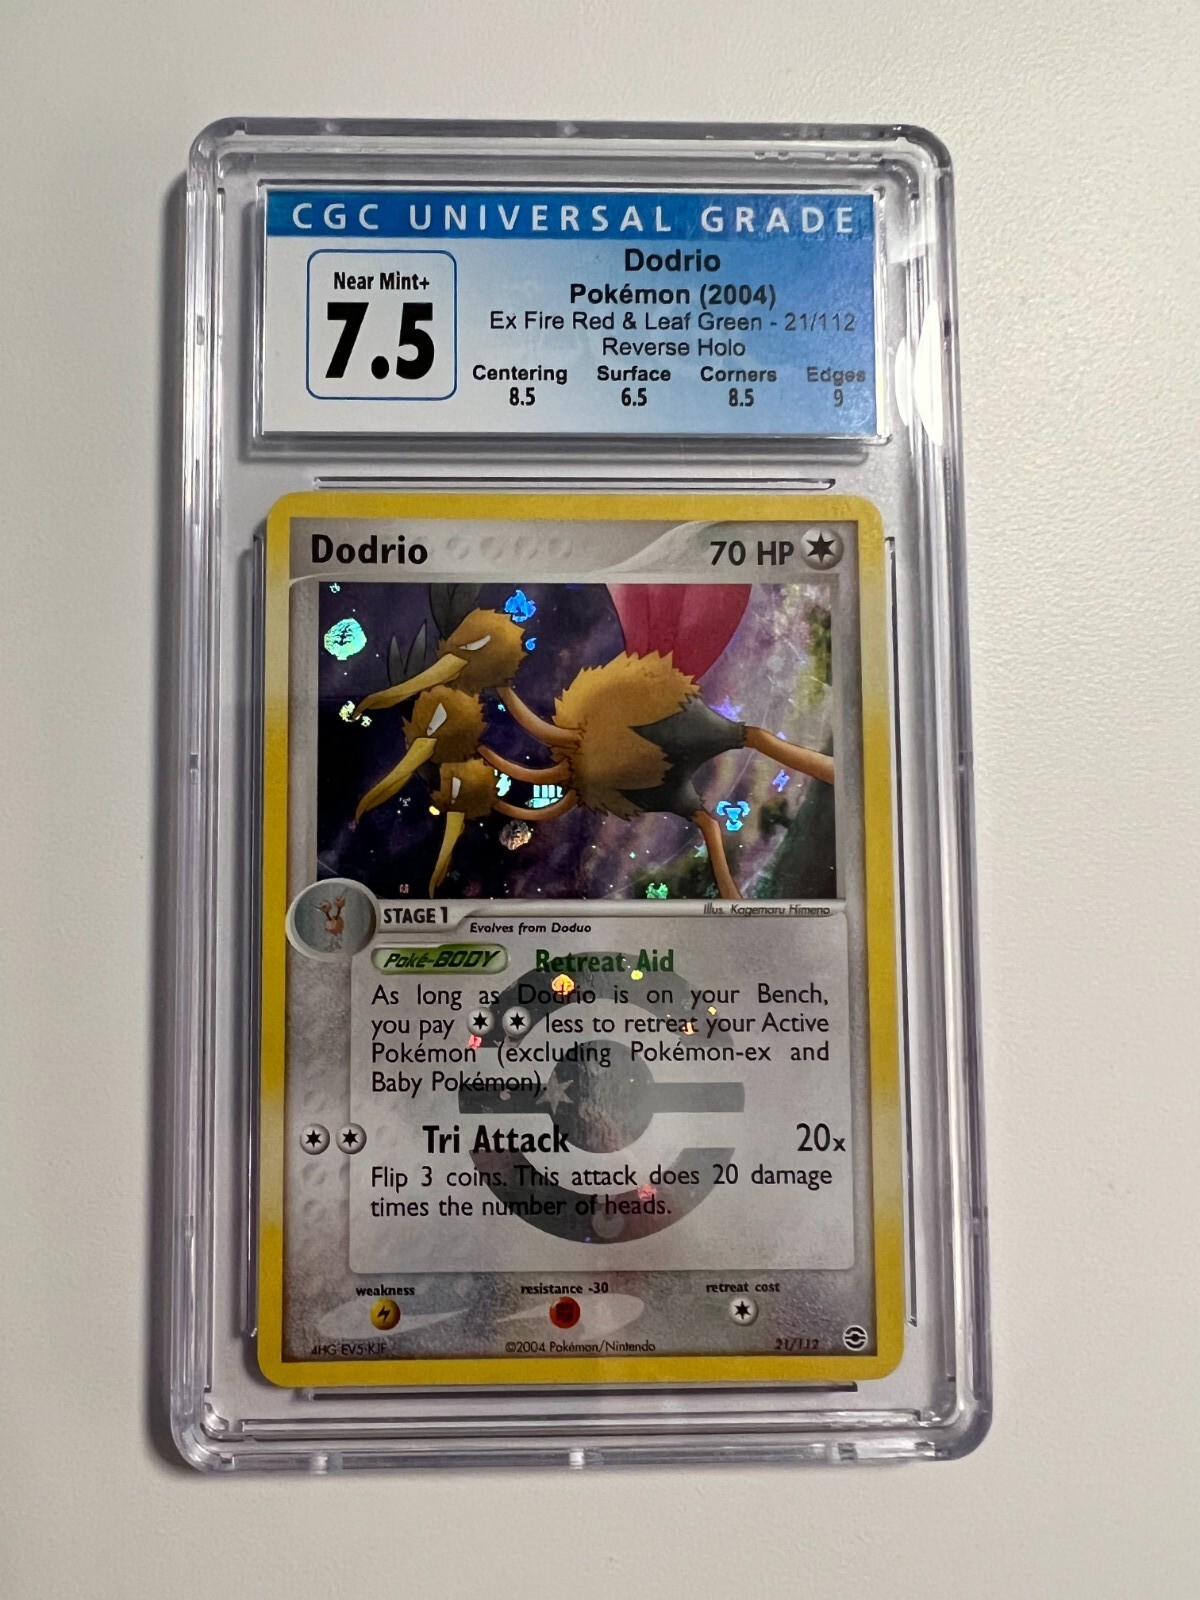 CGC UNIVERSAL GRADE
Near Mint+
7.5
Dodrio
Pokémon (2004)
Ex Fire Red & Leaf Green - 21/112
Reverse Holo
Centering Surface Corners Edges
8.5 6.5 8.5 9
Dodrio 70 HP
STAGE 1
Illus. Kagemaru Himeno
Evolves from Doduo
Poké-BODY Retreat Aid
As long as Dodrio is on your Bench,
you pay less to retreat your Active
Pokémon (excluding Pokémon-ex and
Baby Pokémon).
Tri Attack 20x
Flip 3 coins. This attack does 20 damage
times the number of heads.
weakness resistance -30 retreat cost
©2004 Pokémon/Nintendo
21/112